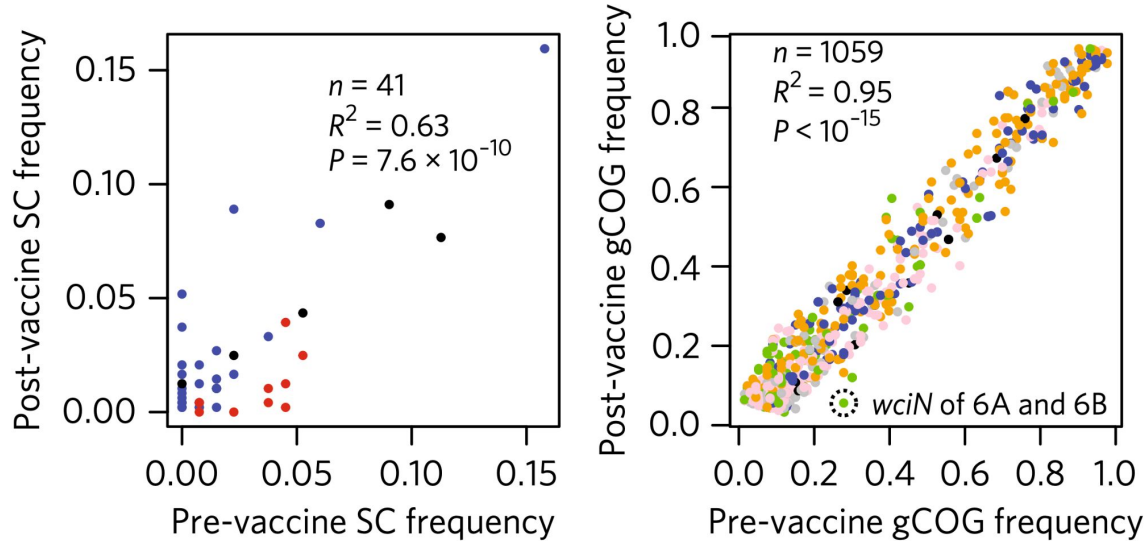 Post-vaccine SC frequency
0.15
0.10
0.05
0.00
n = 41
R² = 0.63
P = 7.6 × 10⁻¹⁰
0.00 0.05 0.10 0.15
Pre-vaccine SC frequency
Post-vaccine gCOG frequency
1.0
0.8
0.6
0.4
0.2
0.0
n = 1059
R² = 0.95
P < 10⁻¹⁵
wciN of 6A and 6B
0.0 0.2 0.4 0.6 0.8 1.0
Pre-vaccine gCOG frequency